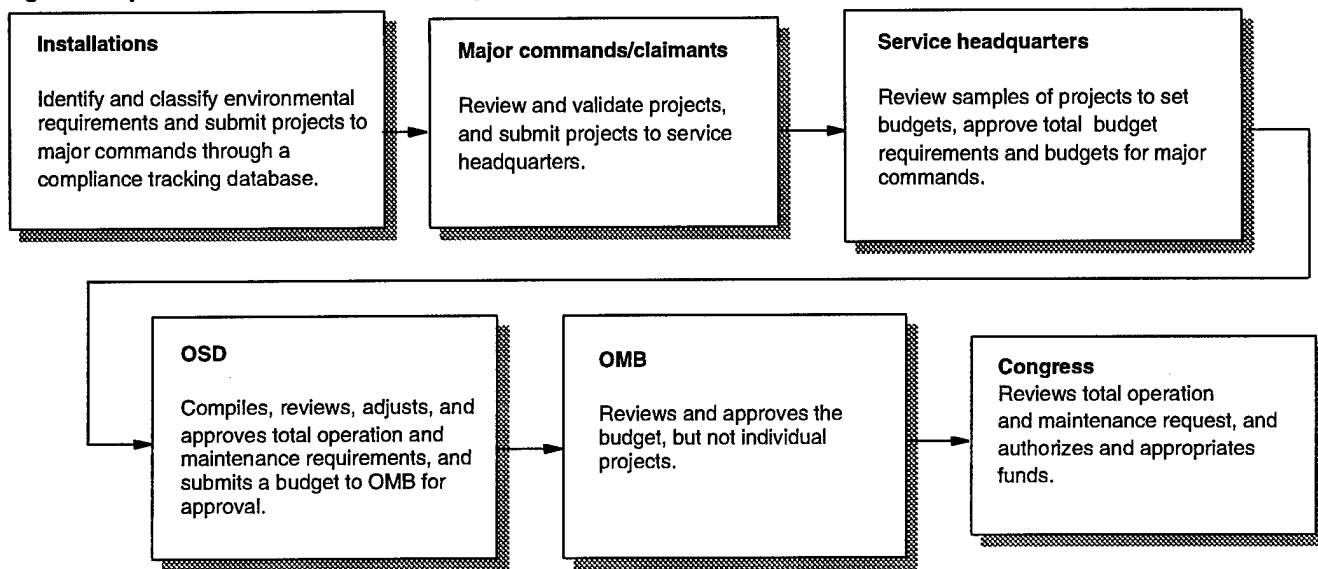 Installations
Identify and classify environmental
requirements and submit projects to
major commands through a
compliance tracking database.
Major commands/claimants
Review and validate projects,
and submit projects to service
headquarters.
Service headquarters
Review samples of projects to set
budgets, approve total budget
requirements and budgets for major
commands.
OSD
Compiles, reviews, adjusts, and
approves total operation and
maintenance requirements, and
submits a budget to OMB for
approval.
OMB
Reviews and approves the
budget, but not individual
projects.
Congress
Reviews total operation
and maintenance request, and
authorizes and appropriates
funds.